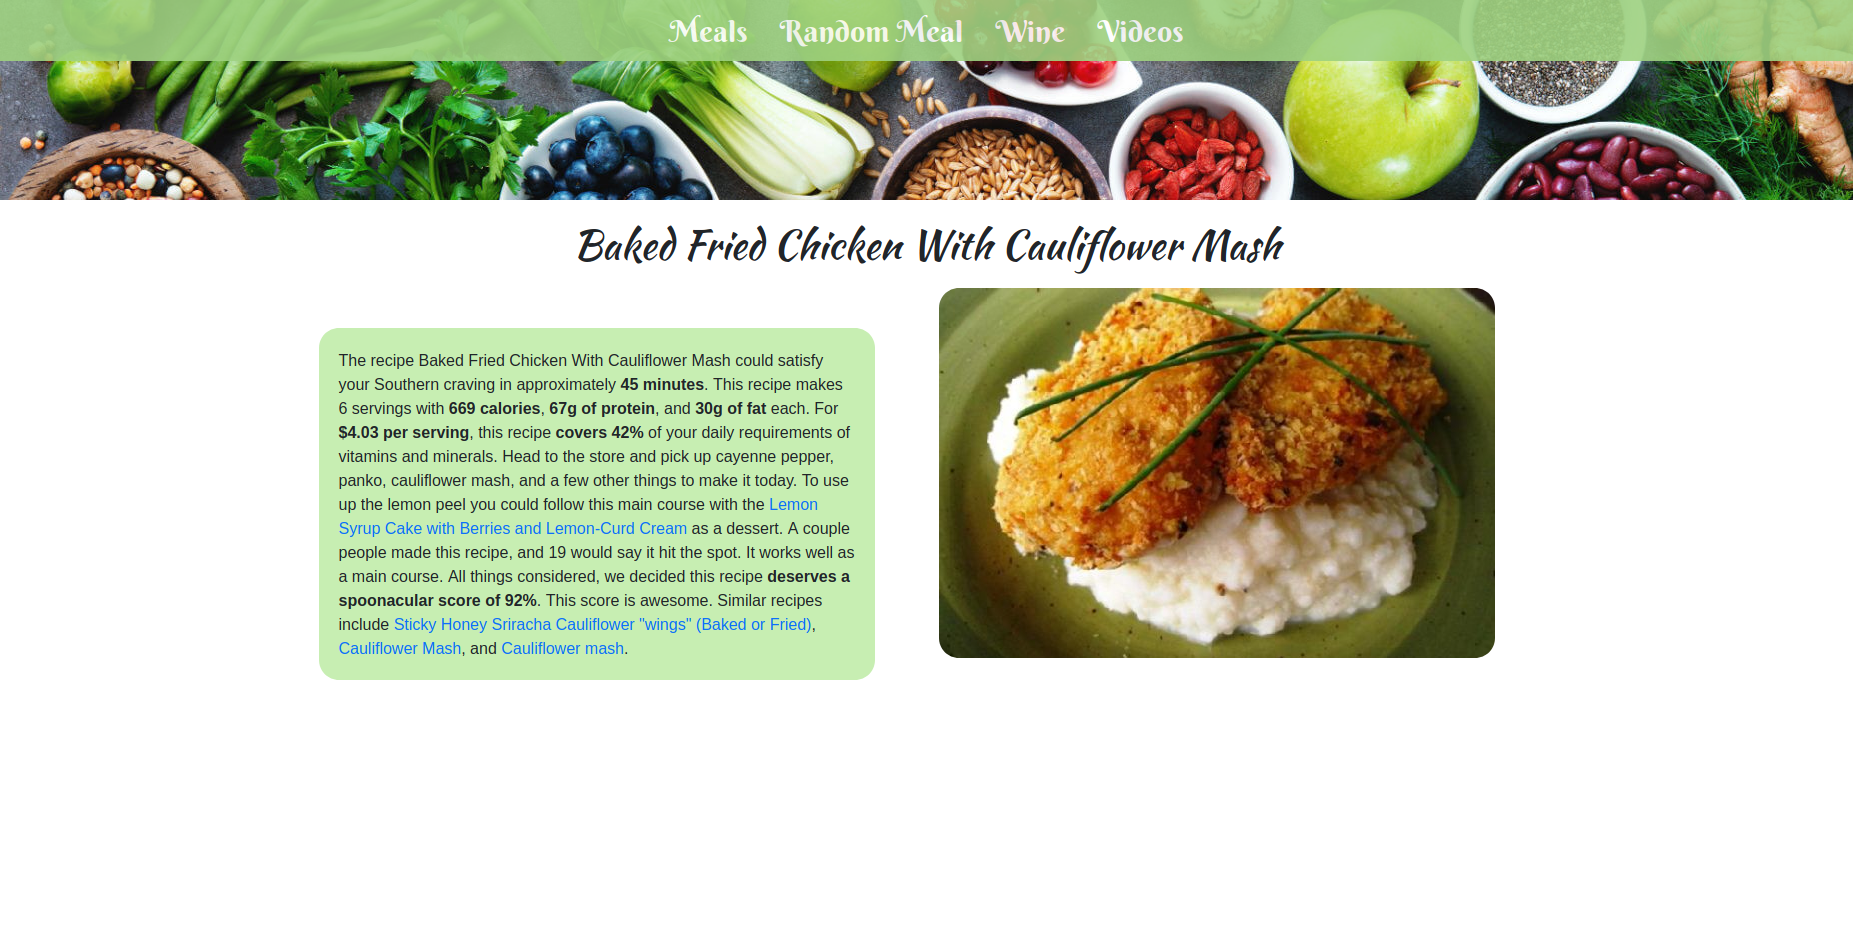 Meals Random Meal Wine Videos
Baked Fried Chicken With Cauliflower Mash
The recipe Baked Fried Chicken With Cauliflower Mash could satisfy
your Southern craving in approximately 45 minutes. This recipe makes
6 servings with 669 calories, 67g of protein, and 30g of fat each. For
$4.03 per serving, this recipe covers 42% of your daily requirements of
vitamins and minerals. Head to the store and pick up cayenne pepper,
panko, cauliflower mash, and a few other things to make it today. To use
up the lemon peel you could follow this main course with the Lemon
Syrup Cake with Berries and Lemon-Curd Cream as a dessert. A couple
people made this recipe, and 19 would say it hit the spot. It works well as
a main course. All things considered, we decided this recipe deserves a
spoonacular score of 92%. This score is awesome. Similar recipes
include Sticky Honey Sriracha Cauliflower "wings" (Baked or Fried),
Cauliflower Mash, and Cauliflower mash.